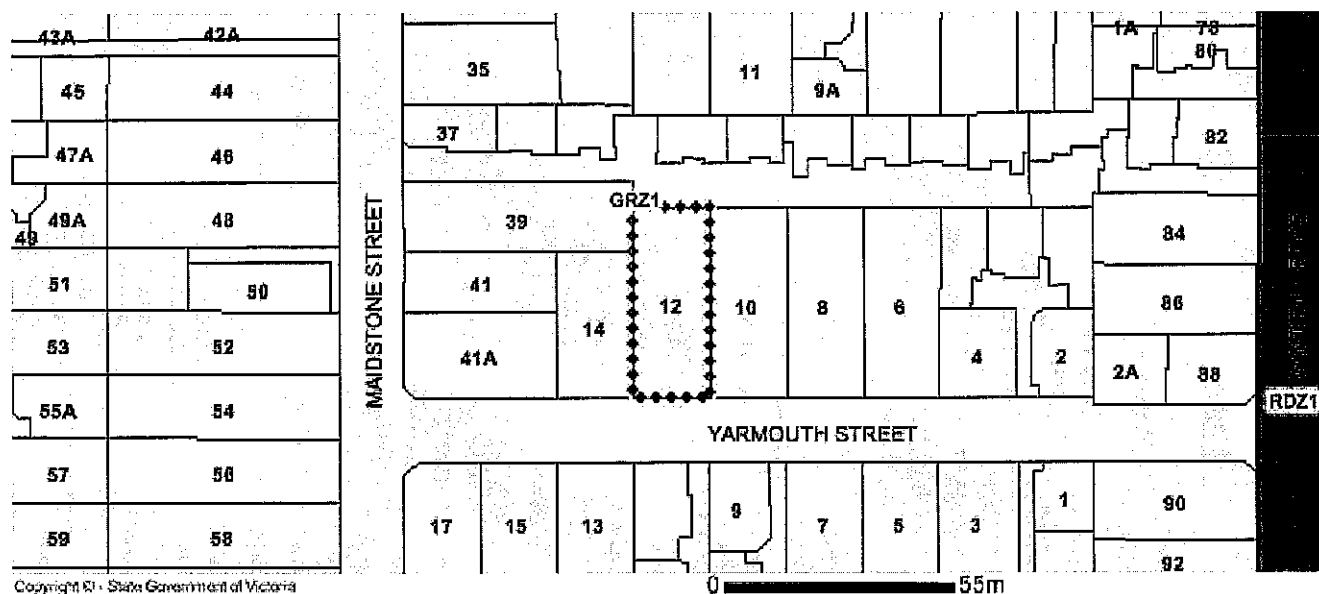 43A 42A 1A 78
35 11 80
45 44 9A
37 82
47A 46
GRZ1
49A 48 39 84
49
51 50 41 12 10 8 6 86
14
53 52 41A 4 2 2A 88
MAIDSTONE STREET
55A 54 RDZ1
YARMOUTH STREET
57 56
17 15 13 9 7 5 3 1 90
59 58
92
Copyright © - State Government of Victoria
0 55m